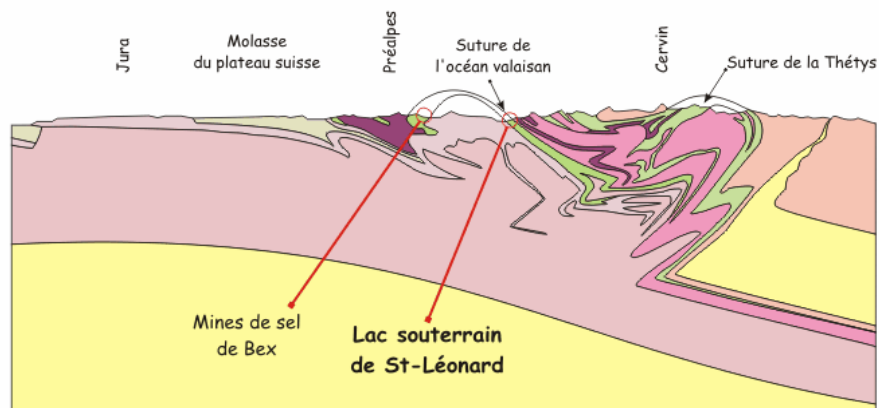 Jura
Molasse
du plateau suisse
Préalpes
Suture de
l'océan valaisan
Cervin
Suture de la Thétys
Mines de sel
de Bex
Lac souterrain
de St-Léonard